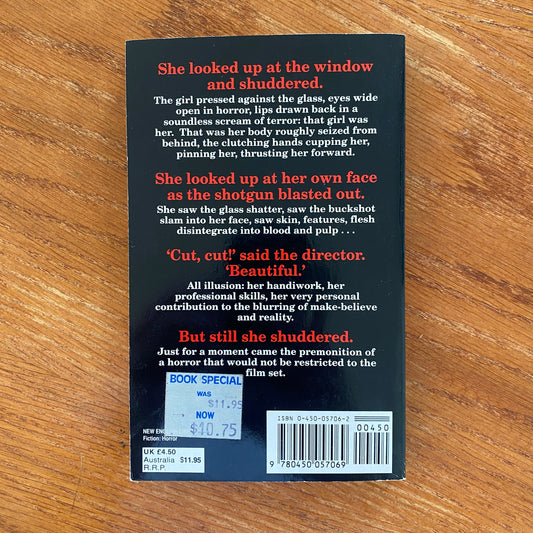 She looked up at the window
and shuddered.
The girl pressed against the glass, eyes wide
open in horror, lips drawn back in a
soundless scream of terror: that girl was
her. That was her body roughly seized from
behind, the clutching hands cupping her,
pinning her, thrusting her forward.
She looked up at her own face
as the shotgun blasted out.
She saw the glass shatter, saw the buckshot
slam into her face, saw skin, features, flesh
disintegrate into blood and pulp . . .
‘Cut, cut!’ said the director.
‘Beautiful.’
All illusion: her handiwork, her
professional skills, her very personal
contribution to the blurring of make-believe
and reality.
But still she shuddered.
Just for a moment came the premonition of
a horror that would not be restricted to the
film set.
BOOK SPECIAL
WAS
$11.95
NOW
$10.75
NEW
Fiction: Horror
UK £4.50
Australia $11.95
R.R.P.
ISBN 0-450-05706-2
00450
9 780450 057069